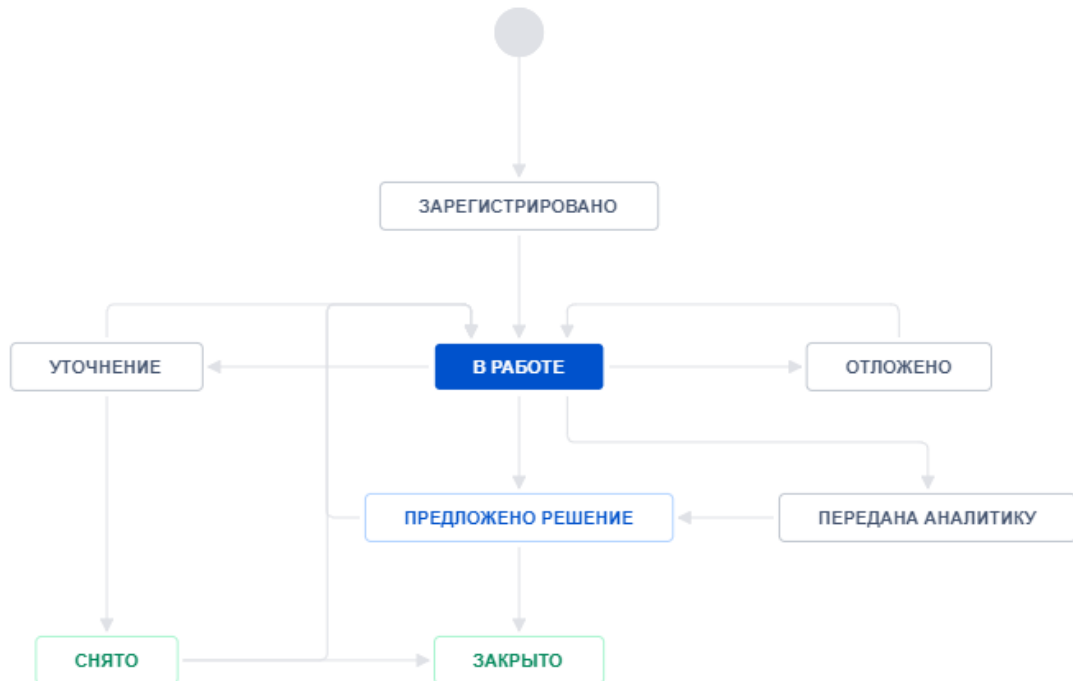 ЗАРЕГИСТРИРОВАНО
УТОЧНЕНИЕ
В РАБОТЕ
ОТЛОЖЕНО
ПРЕДЛОЖЕНО РЕШЕНИЕ
ПЕРЕДАНА АНАЛИТИКУ
СНЯТО
ЗАКРЫТО